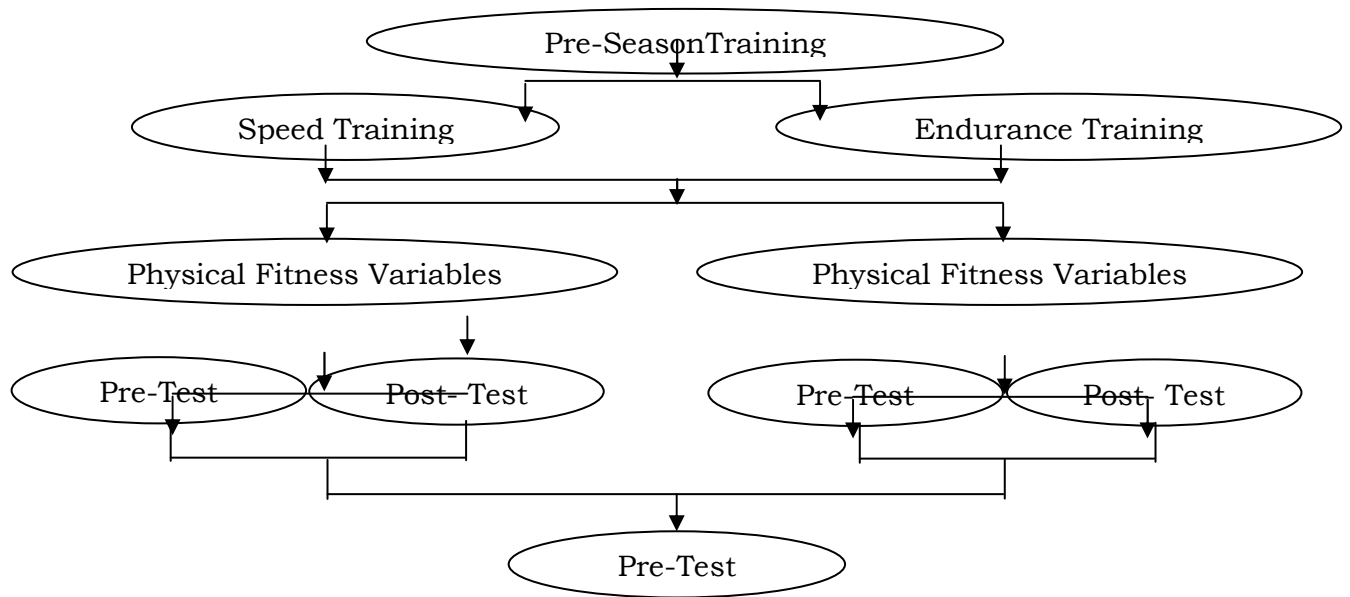 Pre-SeasonTraining
Speed Training
Endurance Training
Physical Fitness Variables
Physical Fitness Variables
Pre-Test
Post- Test
Pre-Test
Post- Test
Pre-Test